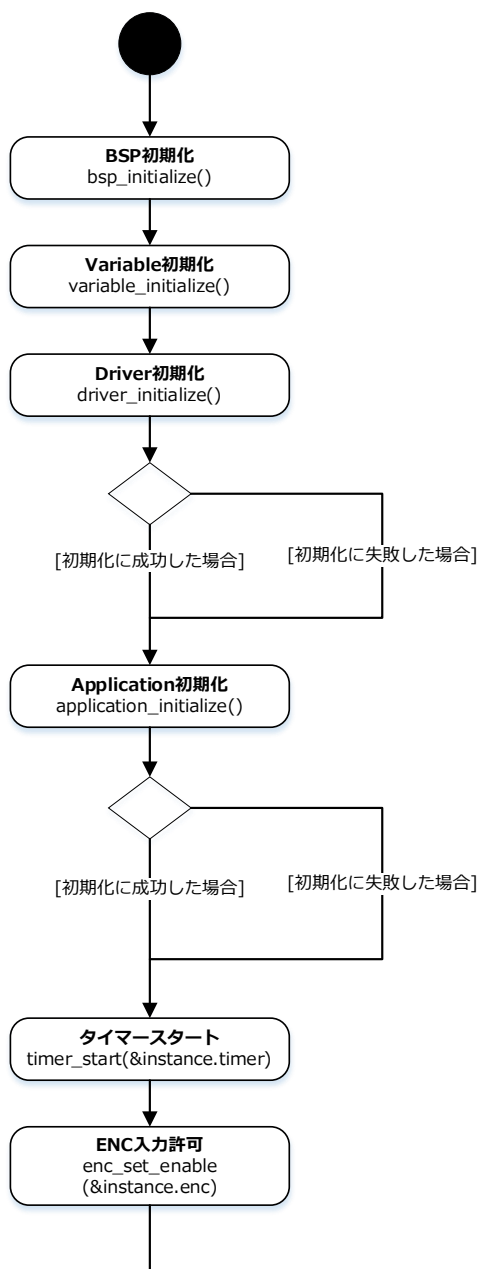 BSP初期化
bsp_initialize()
Variable初期化
variable_initialize()
Driver初期化
driver_initialize()
[初期化に成功した場合]
[初期化に失敗した場合]
Application初期化
application_initialize()
[初期化に成功した場合]
[初期化に失敗した場合]
タイマースタート
timer_start(&instance.timer)
ENC入力許可
enc_set_enable
(&instance.enc)